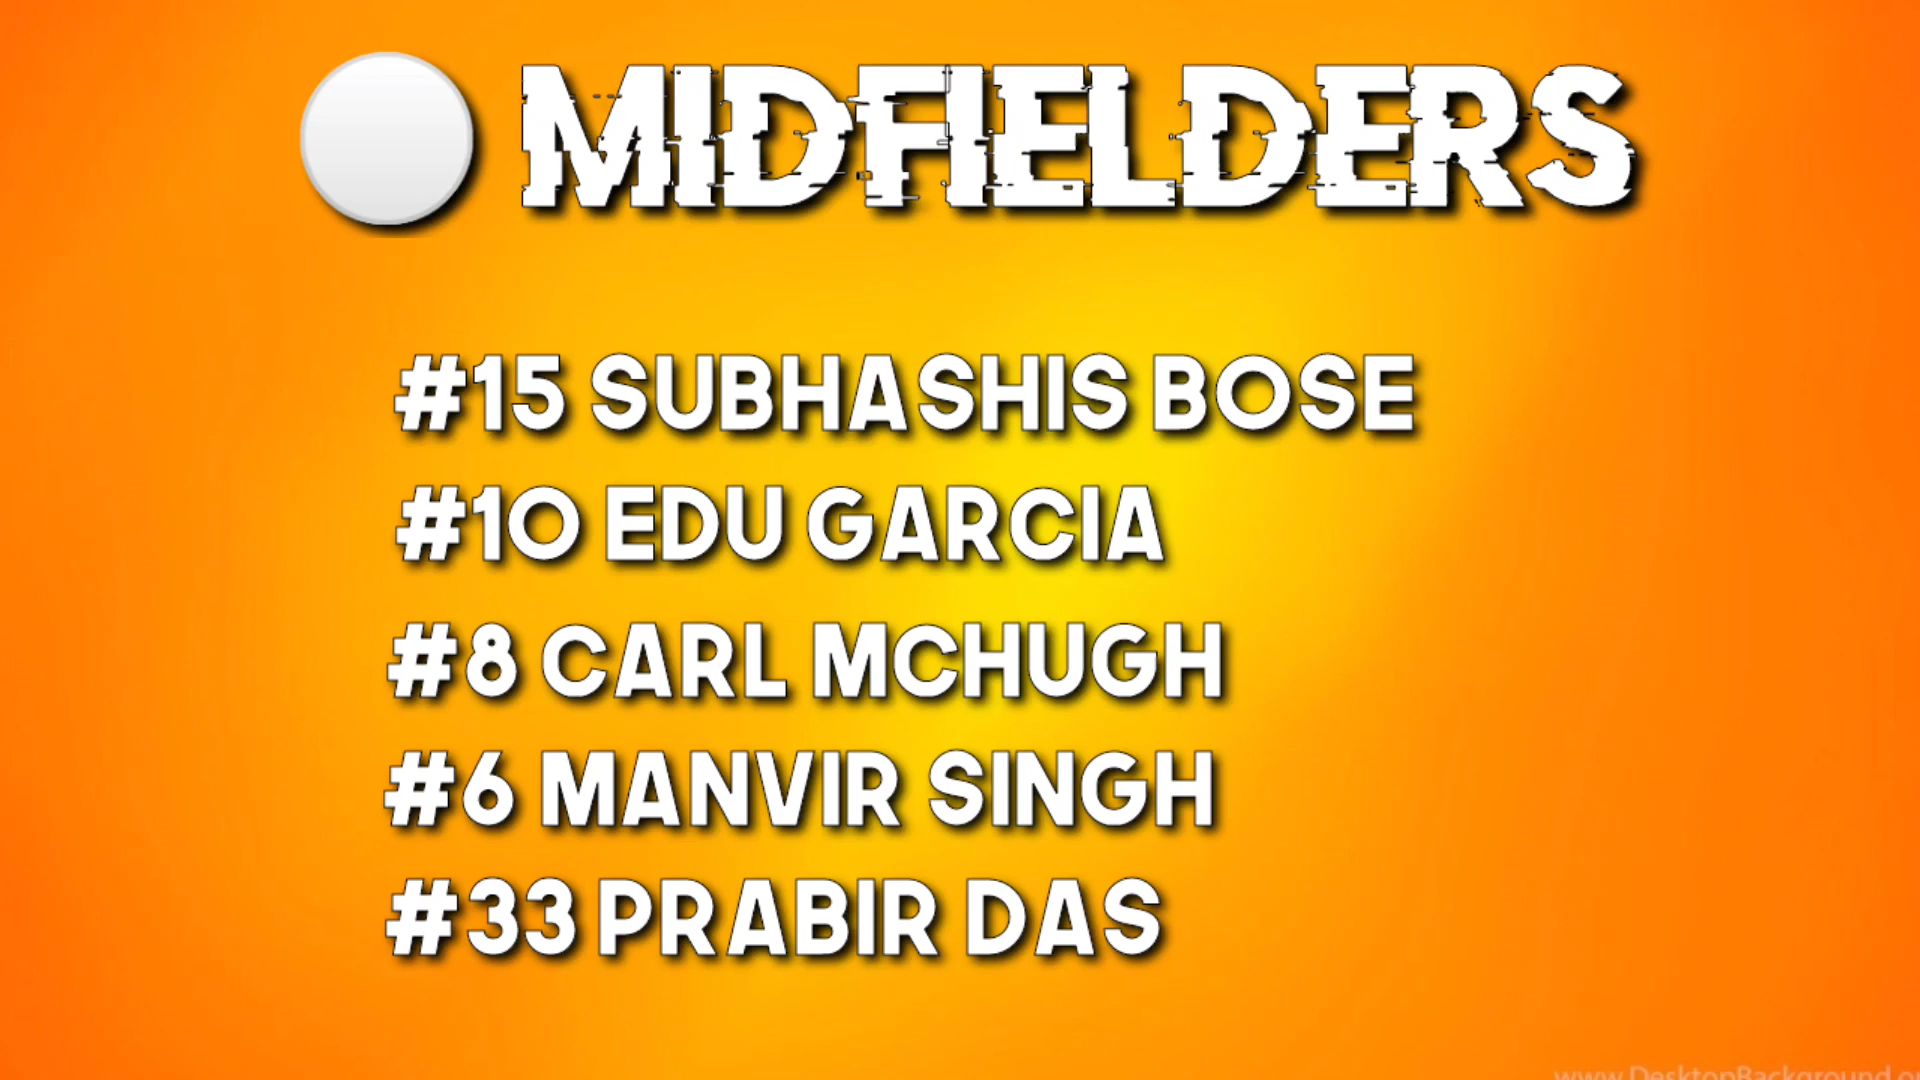 MIDFIELDERS
#15 SUBHASHIS BOSE
#10 EDU GARCIA
#8 CARL MCHUGH
#6 MANVIR SINGH
#33 PRABIR DAS